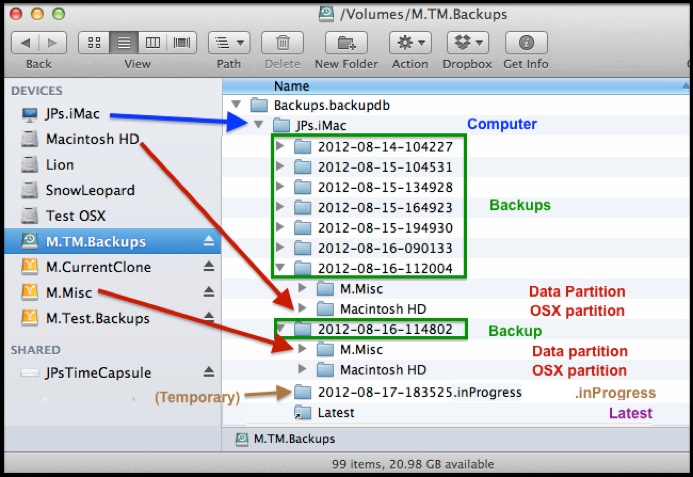 /Volumes/M.TM.Backups
Back View Path Delete New Folder Action Dropbox Get Info
DEVICES
JPs.iMac
Macintosh HD
Lion
SnowLeopard
Test OSX
M.TM.Backups
M.CurrentClone
M.Misc
M.Test.Backups
SHARED
JPsTimeCapsule
Name
Backups.backupdb
JPs.iMac Computer
2012-08-14-104227
2012-08-15-104531
2012-08-15-134928
2012-08-15-164923 Backups
2012-08-15-194930
2012-08-16-090133
2012-08-16-112004
M.Misc Data Partition
Macintosh HD OSX partition
2012-08-16-114802 Backup
M.Misc Data partition
Macintosh HD OSX partition
(Temporary) 2012-08-17-183525.inProgress .inProgress
Latest Latest
M.TM.Backups
99 items, 20.98 GB available